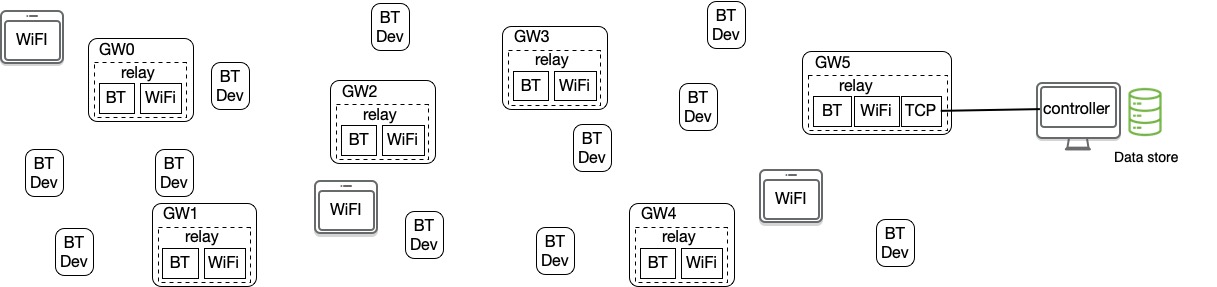 WiFI
GW0
relay
BT
WiFi
BT
Dev
BT
Dev
BT
Dev
BT
Dev
GW1
relay
BT
WiFi
BT
Dev
GW2
relay
BT
WiFi
WiFI
BT
Dev
GW3
relay
BT
WiFi
BT
Dev
BT
Dev
BT
Dev
BT
Dev
GW4
relay
BT
WiFi
WiFI
BT
Dev
GW5
relay
BT
WiFi
TCP
controller
Data store